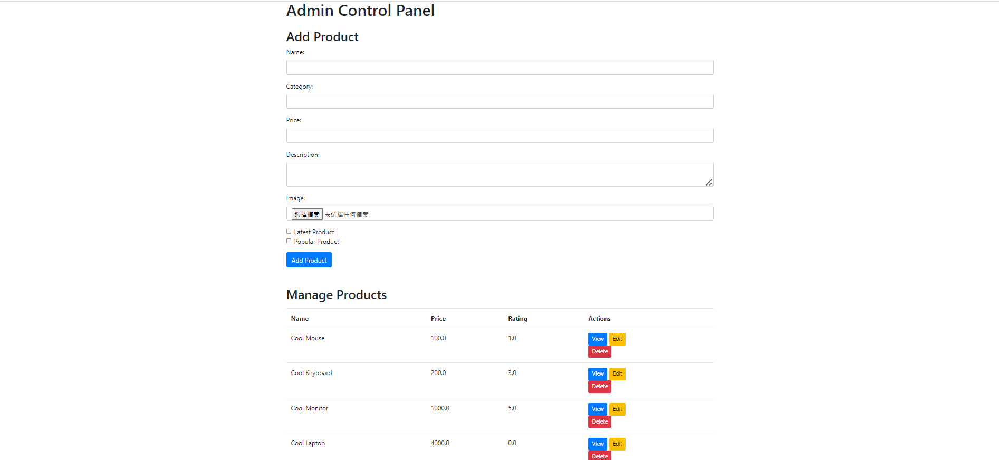 Admin Control Panel
Add Product
Name:
Category:
Price:
Description:
Image:
選擇檔案 未選擇任何檔案
Latest Product
Popular Product
Add Product
Manage Products
Name Price Rating Actions
Cool Mouse 100.0 1.0 View Edit
Delete
Cool Keyboard 200.0 3.0 View Edit
Delete
Cool Monitor 1000.0 5.0 View Edit
Delete
Cool Laptop 4000.0 0.0 View Edit
Delete